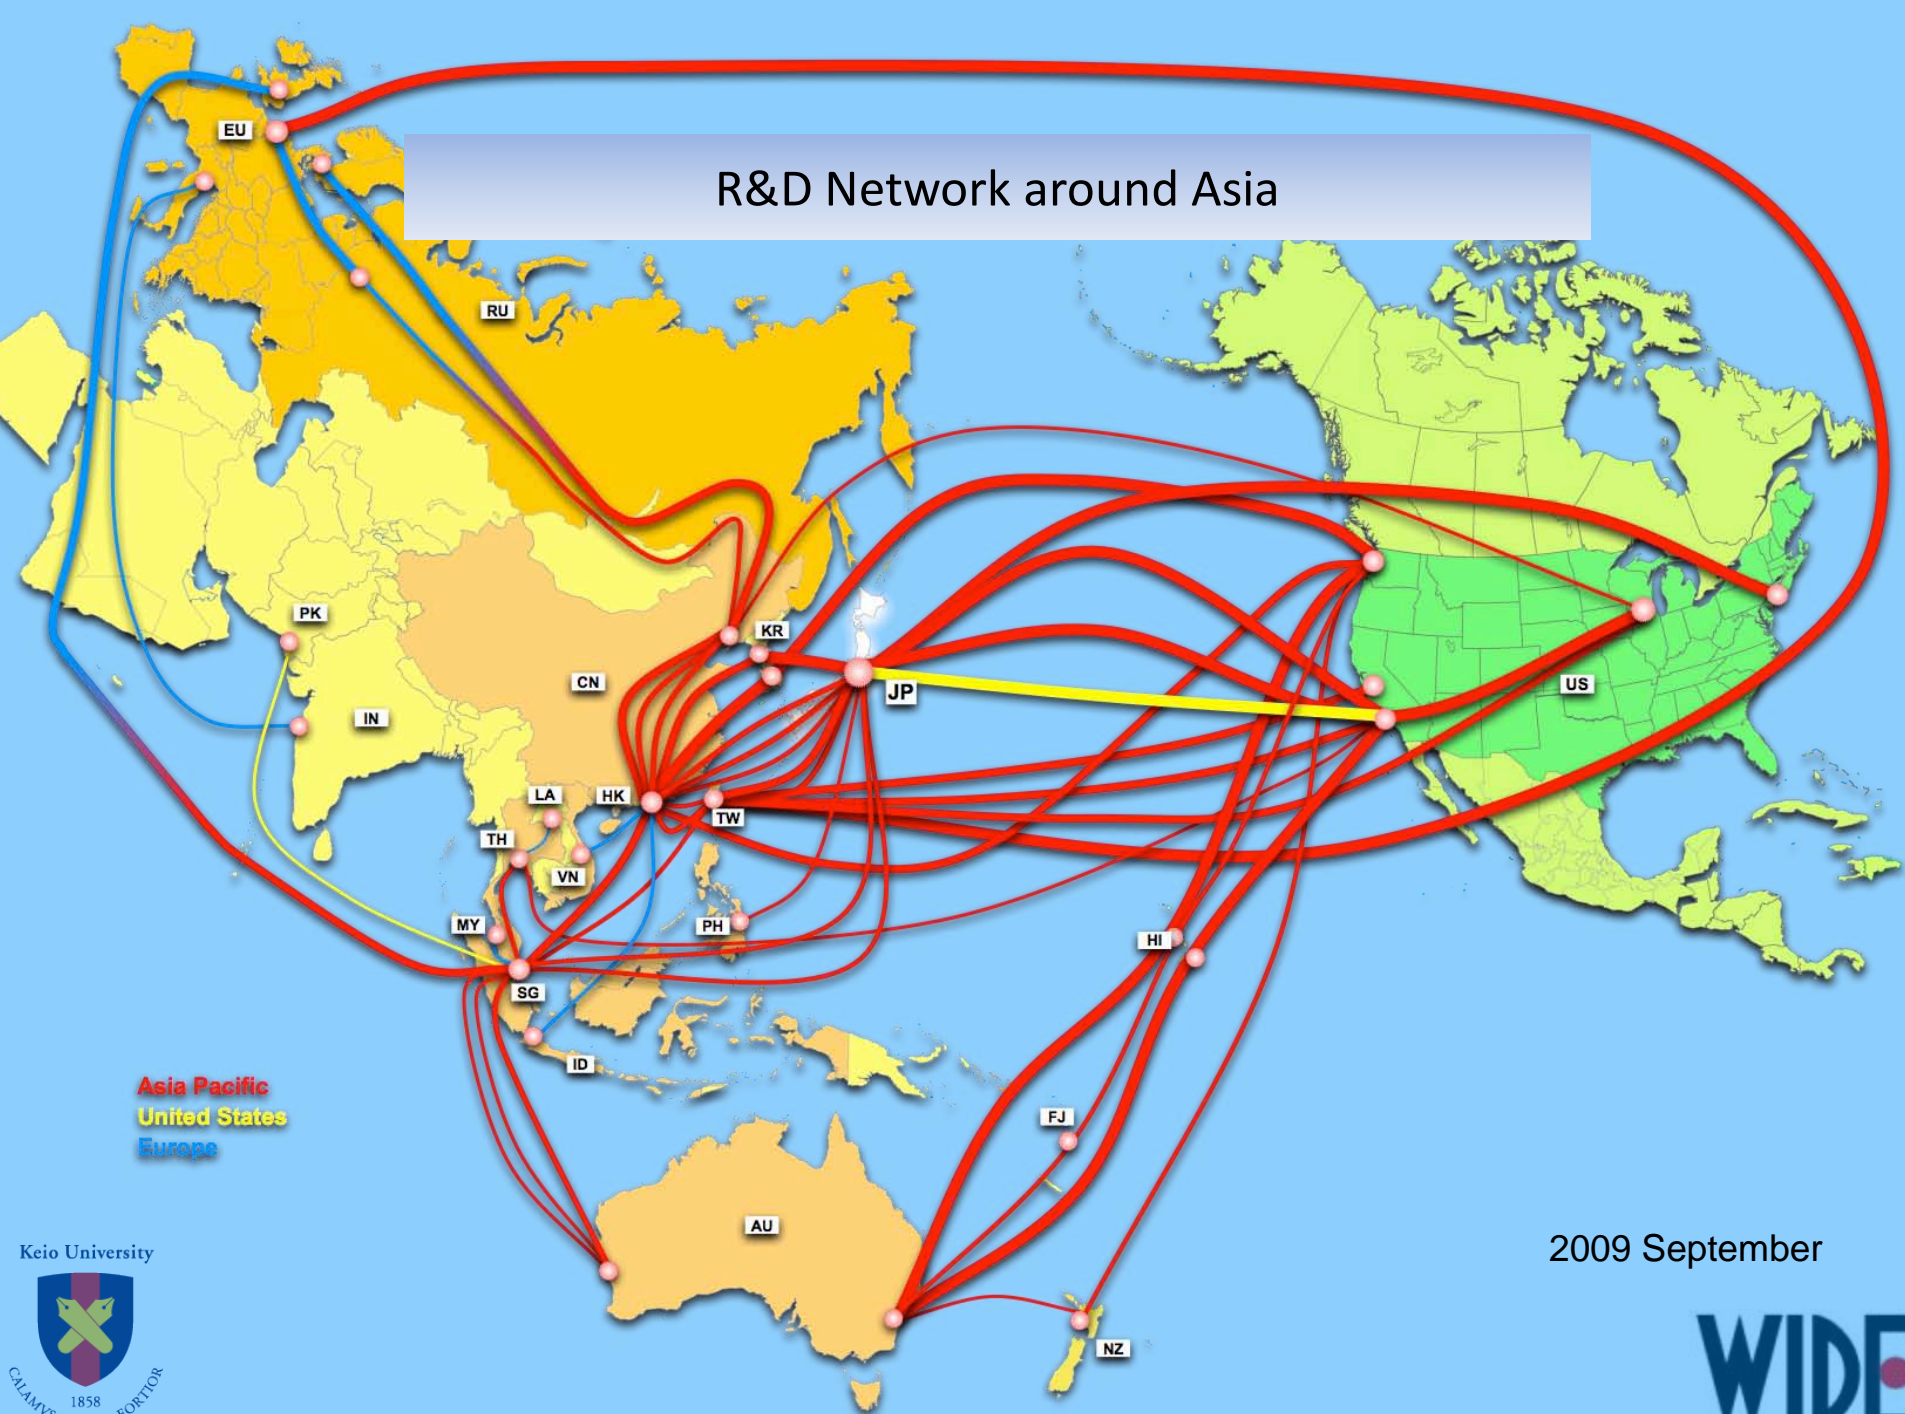 EU
R&D Network around Asia
RU
PK
KR
CN
JP
US
IN
LA
HK
TW
TH
VN
MY
PH
HI
SG
ID
Asia Pacific
United States
Europe
FJ
AU
2009 September
Keio University
NZ
WIDE
1858